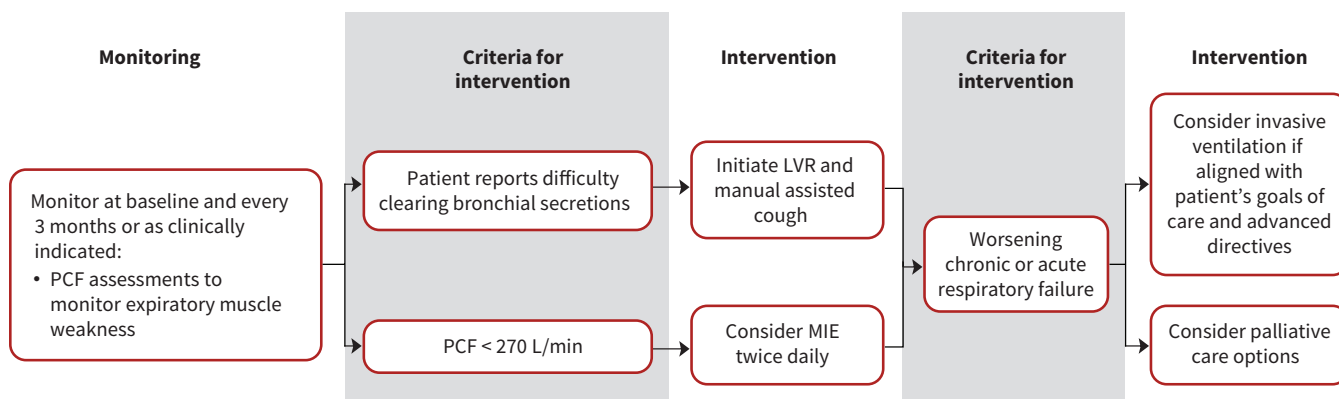 Monitoring
Criteria for
intervention
Intervention
Criteria for
intervention
Intervention
Monitor at baseline and every
3 months or as clinically
indicated:
• PCF assessments to
monitor expiratory muscle
weakness
Patient reports difficulty
clearing bronchial secretions
PCF < 270 L/min
Initiate LVR and
manual assisted
cough
Consider MIE
twice daily
Worsening
chronic or acute
respiratory failure
Consider invasive
ventilation if
aligned with
patient’s goals of
care and advanced
directives
Consider palliative
care options